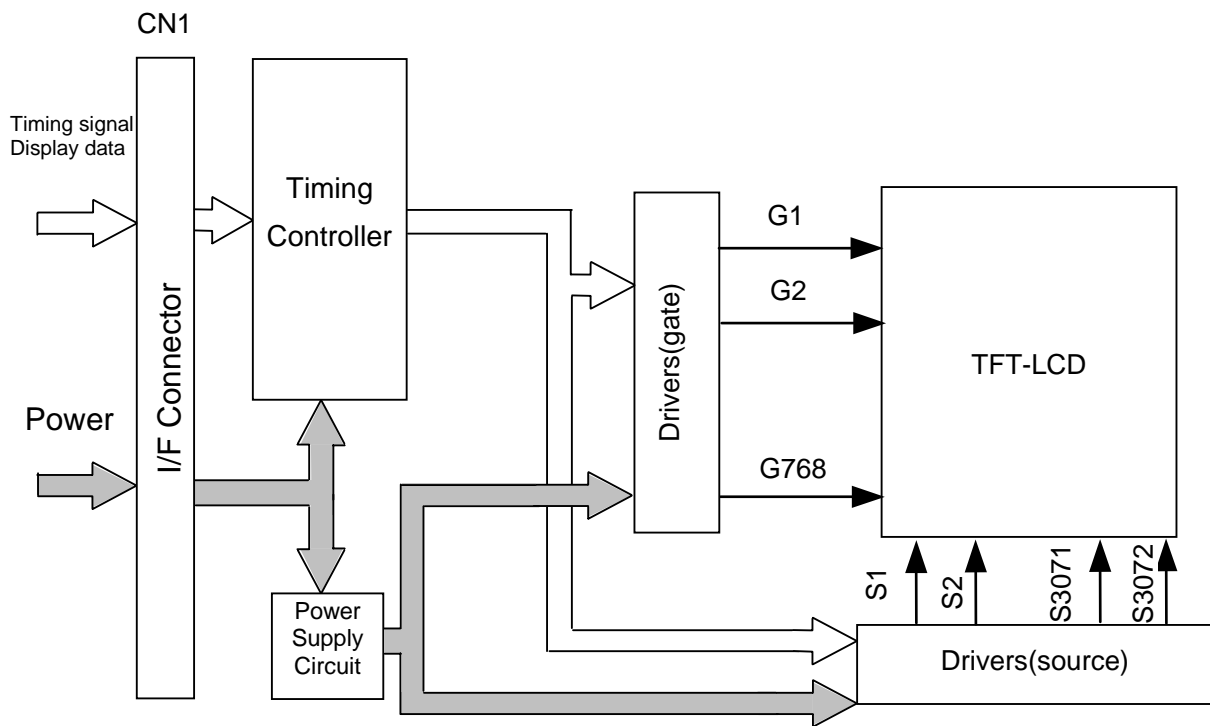 CN1
Timing signal
Display data
Power
I/F Connector
Timing
Controller
Power
Supply
Circuit
Drivers(gate)
G1
G2
G768
TFT-LCD
S1
S2
S3071
S3072
Drivers(source)